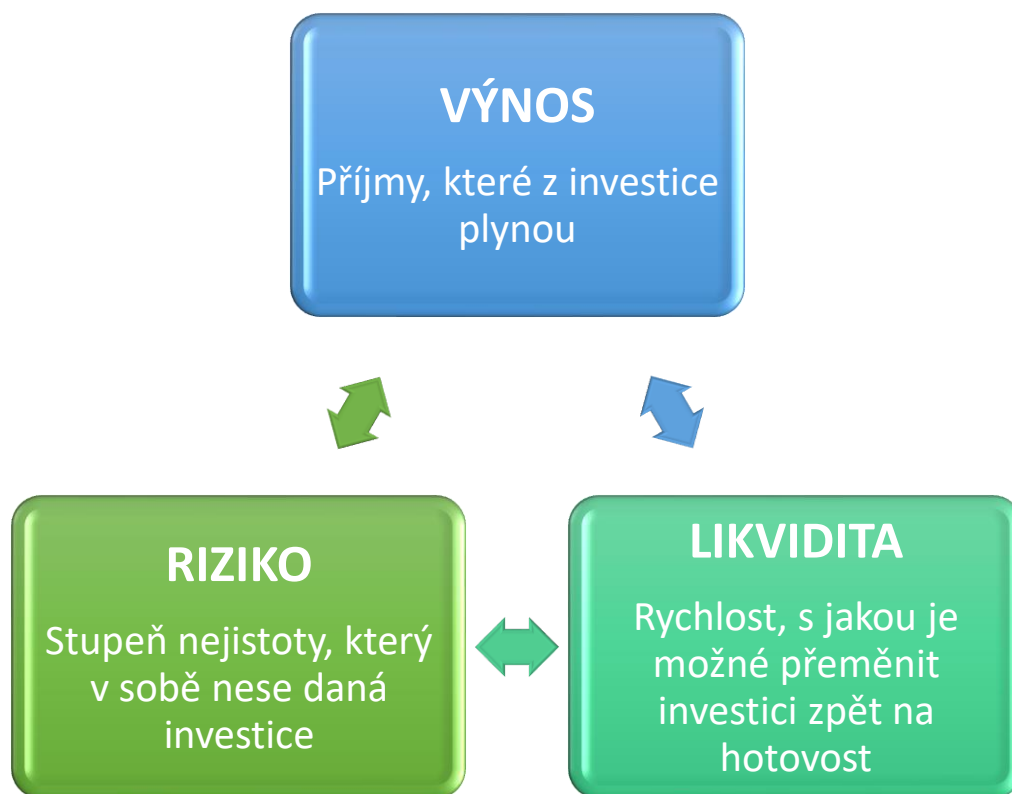 VÝNOS
Příjmy, které z investice
plynou
RIZIKO
Stupeň nejistoty, který
v sobě nese daná
investice
LIKVIDITA
Rychlost, s jakou je
možné přeměnit
investici zpět na
hotovost